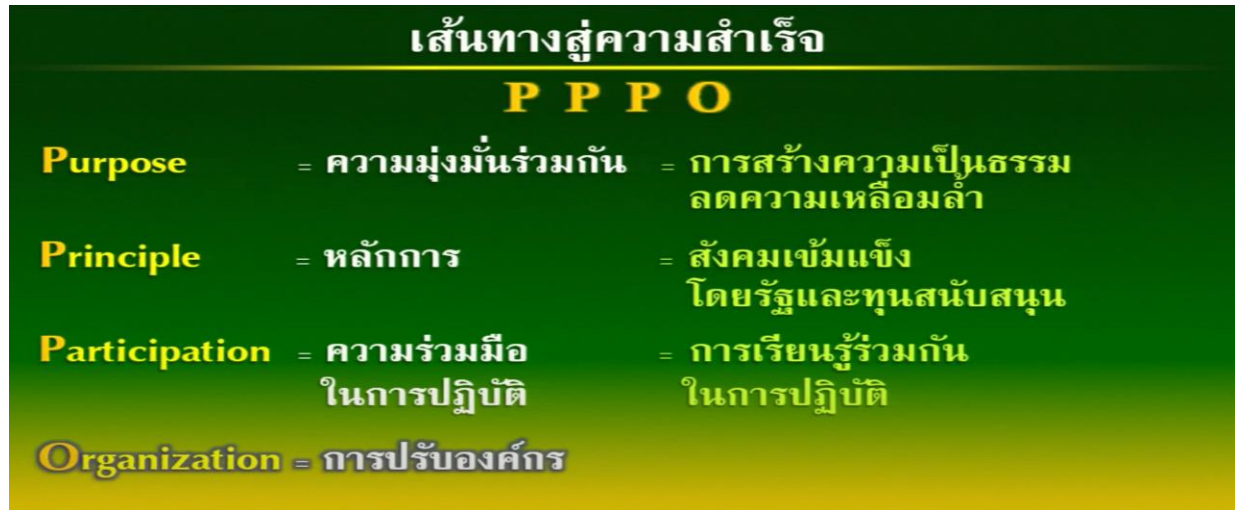 เส้นทางสู่ความสำเร็จ
P P P O
Purpose = ความมุ่งมั่นร่วมกัน = การสร้างความเป็นธรรม
ลดความเหลื่อมล้ำ
Principle = หลักการ = สังคมเข้มแข็ง
โดยรัฐและทุนสนับสนุน
Participation = ความร่วมมือ = การเรียนรู้ร่วมกัน
ในการปฏิบัติ ในการปฏิบัติ
Organization = การปรับองค์กร